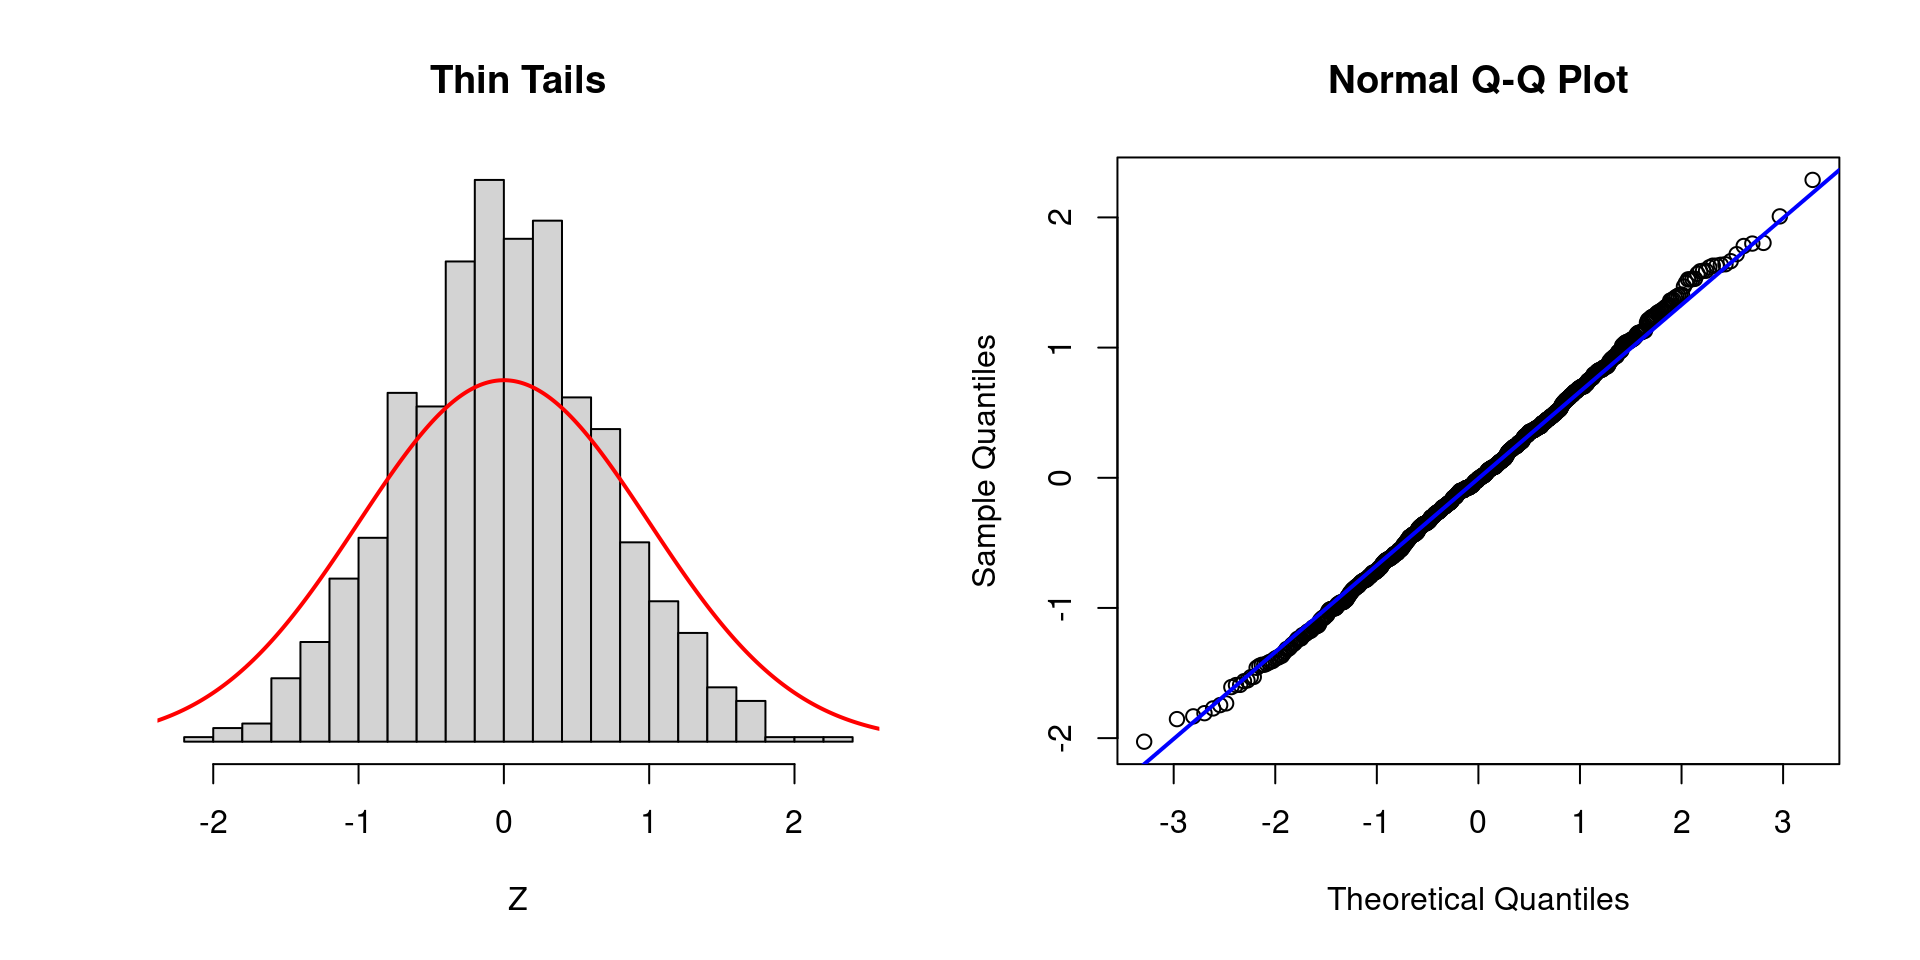 Thin Tails
-2 -1 0 1 2
Z
Normal Q-Q Plot
2
1
0
-1
-2
Sample Quantiles
-3 -2 -1 0 1 2 3
Theoretical Quantiles